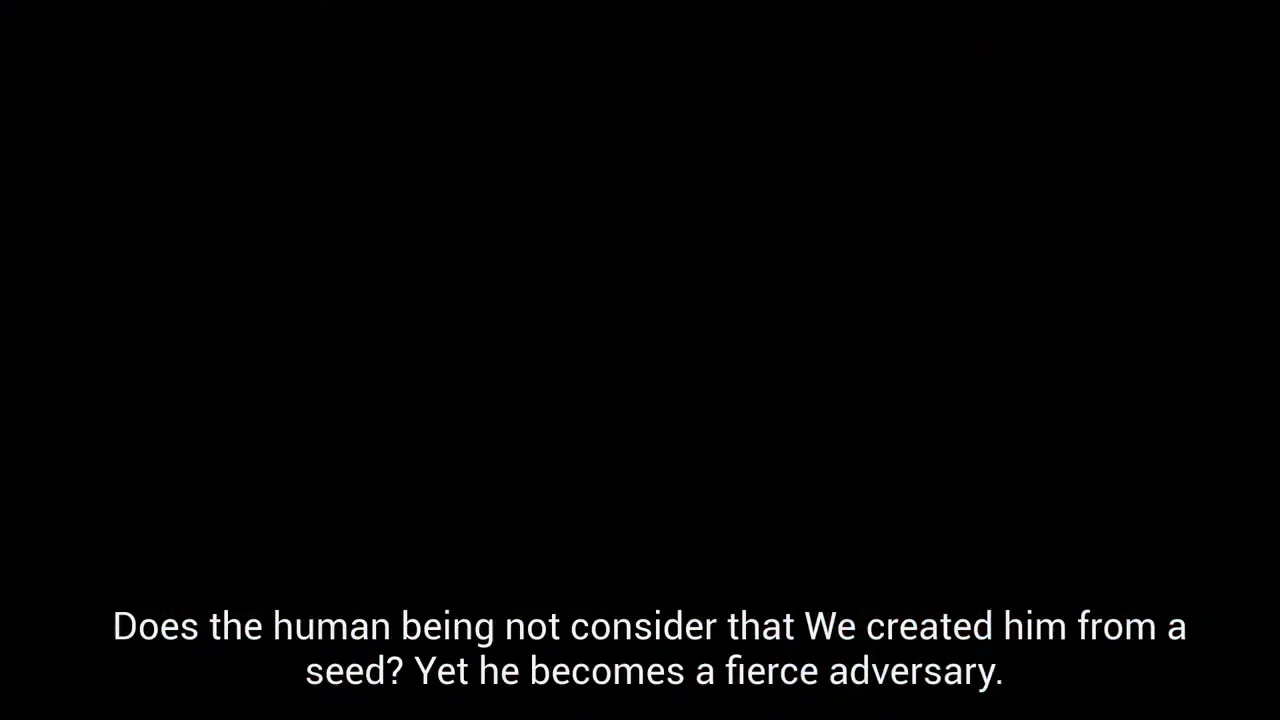 Does the human being not consider that We created him from a
seed? Yet he becomes a fierce adversary.